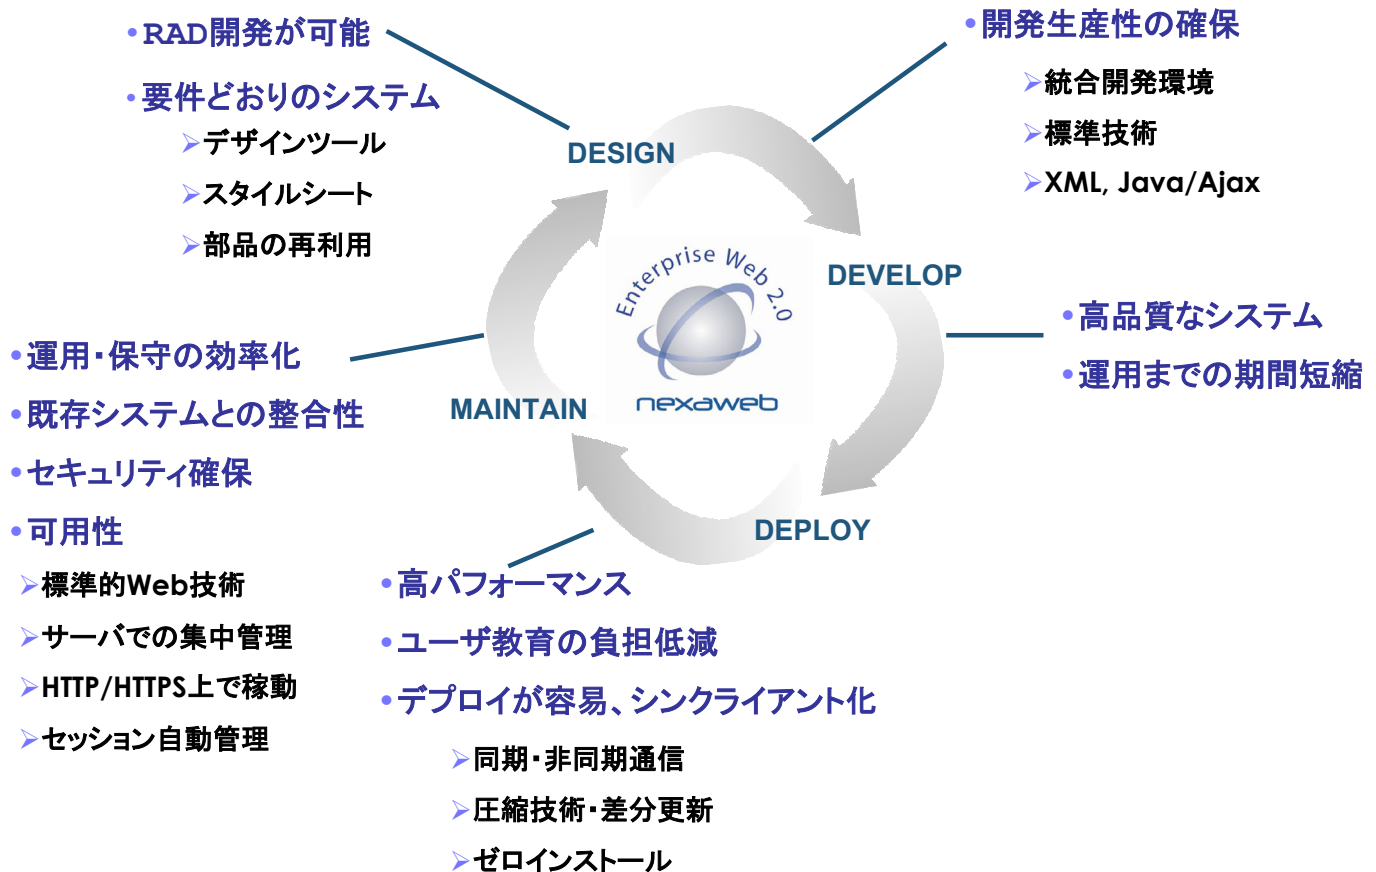 •RAD開発が可能
•要件どおりのシステム
➢デザインツール
➢スタイルシート
➢部品の再利用
•開発生産性の確保
➢統合開発環境
➢標準技術
➢XML, Java/Ajax
DESIGN
DEVELOP
Enterprise Web 2.0
nexaweb
MAINTAIN
DEPLOY
•高品質なシステム
•運用までの期間短縮
•運用・保守の効率化
•既存システムとの整合性
•セキュリティ確保
•可用性
➢標準的Web技術
➢サーバでの集中管理
➢HTTP/HTTPS上で稼動
➢セッション自動管理
•高パフォーマンス
•ユーザ教育の負担低減
•デプロイが容易、シンクライアント化
➢同期・非同期通信
➢圧縮技術・差分更新
➢ゼロインストール